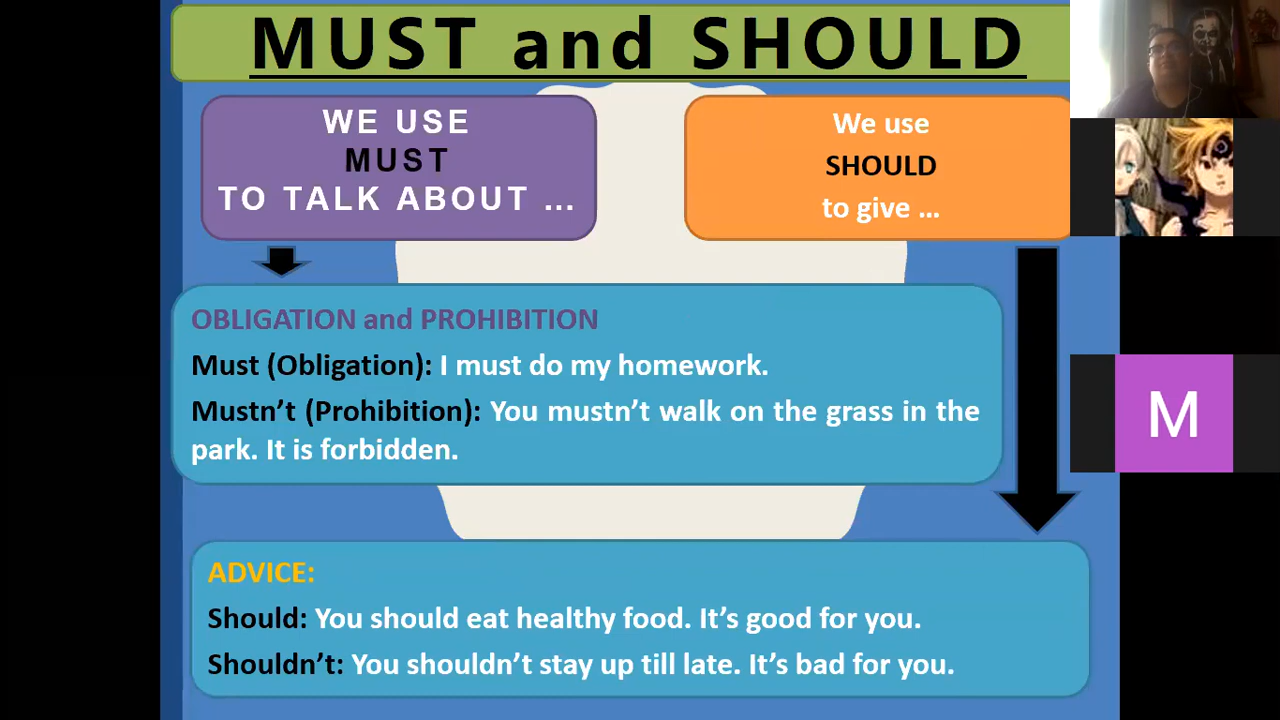 MUST and SHOULD
WE USE
MUST
TO TALK ABOUT ...
We use
SHOULD
to give ...
OBLIGATION and PROHIBITION
Must (Obligation): I must do my homework.
Mustn’t (Prohibition): You mustn’t walk on the grass in the
park. It is forbidden.
M
ADVICE:
Should: You should eat healthy food. It’s good for you.
Shouldn’t: You shouldn’t stay up till late. It’s bad for you.